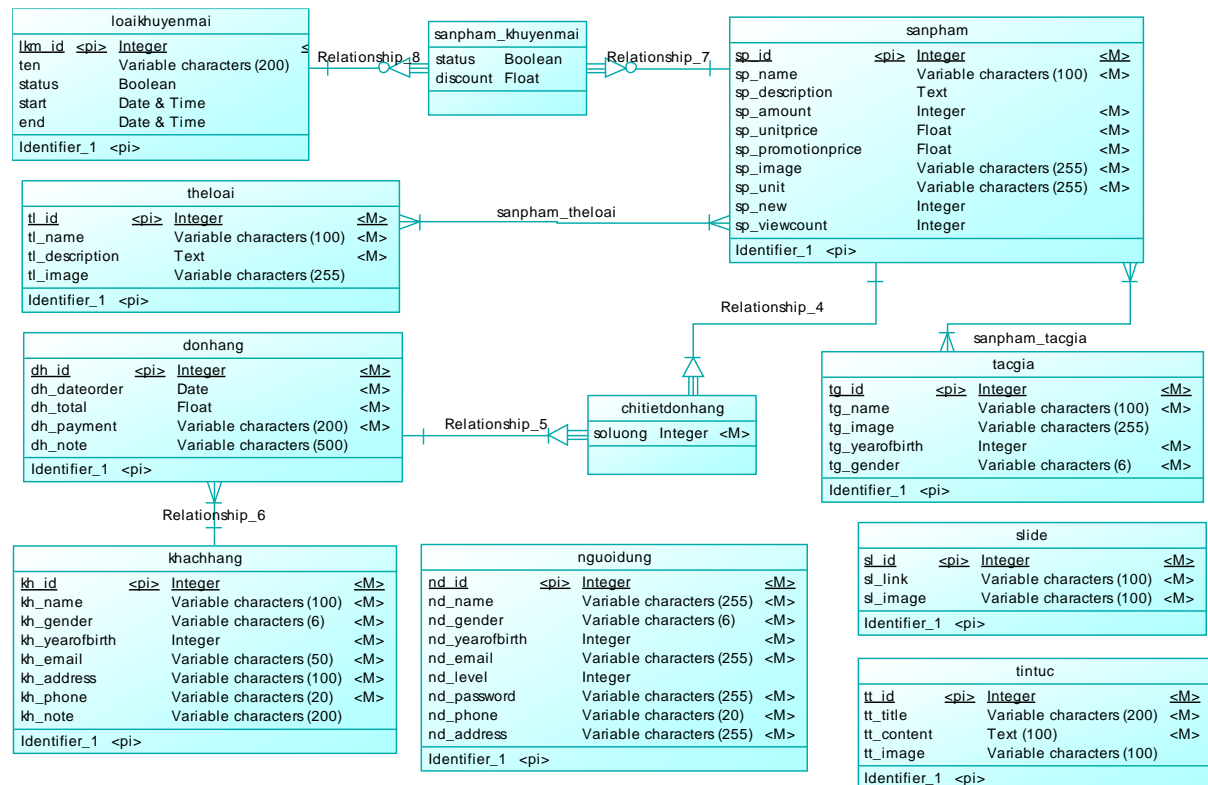 loaikhuyenmai
lkm_id <pi> Integer <
ten Variable characters (200)
status Boolean
start Date & Time
end Date & Time
Identifier_1 <pi>
Relationship_8
sanpham_khuyenmai
status Boolean
discount Float
Relationship_7
sanpham
sp_id <pi> Integer <M>
sp_name Variable characters (100) <M>
sp_description Text
sp_amount Integer <M>
sp_unitprice Float <M>
sp_promotionprice Float <M>
sp_image Variable characters (255) <M>
sp_unit Variable characters (255) <M>
sp_new Integer
sp_viewcount Integer
Identifier_1 <pi>
theloai
tl_id <pi> Integer <M>
tl_name Variable characters (100) <M>
tl_description Text <M>
tl_image Variable characters (255)
Identifier_1 <pi>
sanpham_theloai
Relationship_4
sanpham_tacgia
donhang
dh_id <pi> Integer <M>
dh_dateorder Date <M>
dh_total Float <M>
dh_payment Variable characters (200) <M>
dh_note Variable characters (500)
Identifier_1 <pi>
Relationship_5
chitietdonhang
soluong Integer <M>
tacgia
tg_id <pi> Integer <M>
tg_name Variable characters (100) <M>
tg_image Variable characters (255)
tg_yearofbirth Integer <M>
tg_gender Variable characters (6) <M>
Identifier_1 <pi>
Relationship_6
khachhang
kh_id <pi> Integer <M>
kh_name Variable characters (100) <M>
kh_gender Variable characters (6) <M>
kh_yearofbirth Integer <M>
kh_email Variable characters (50) <M>
kh_address Variable characters (100) <M>
kh_phone Variable characters (20) <M>
kh_note Variable characters (200)
Identifier_1 <pi>
nguoidung
nd_id <pi> Integer <M>
nd_name Variable characters (255) <M>
nd_gender Variable characters (6) <M>
nd_yearofbirth Integer <M>
nd_email Variable characters (255) <M>
nd_level Integer
nd_password Variable characters (255) <M>
nd_phone Variable characters (20) <M>
nd_address Variable characters (255) <M>
Identifier_1 <pi>
slide
sl_id <pi> Integer <M>
sl_link Variable characters (100) <M>
sl_image Variable characters (100) <M>
Identifier_1 <pi>
tintuc
tt_id <pi> Integer <M>
tt_title Variable characters (200) <M>
tt_content Text (100) <M>
tt_image Variable characters (100)
Identifier_1 <pi>